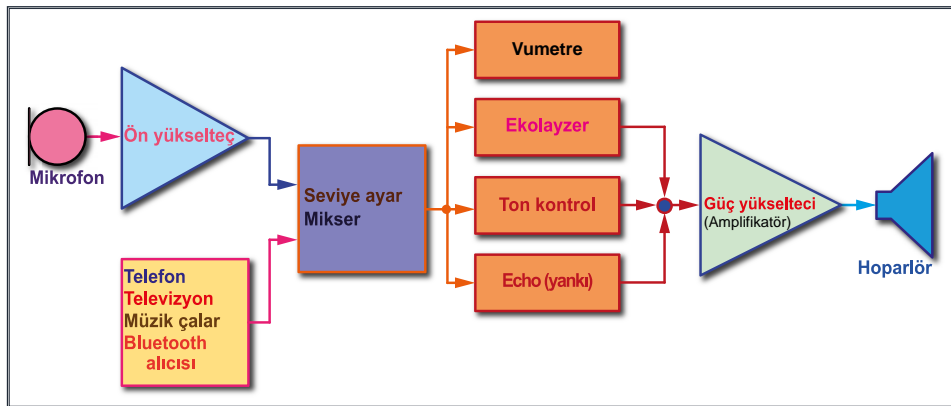 Mikrofon
Ön yükselteç
Telefon
Televizyon
Müzik çalar
Bluetooth
alıcısı
Seviye ayar
Mikser
Vumetre
Ekolayzer
Ton kontrol
Echo (yankı)
Güç yükselteci
(Amplifikatör)
Hoparlör